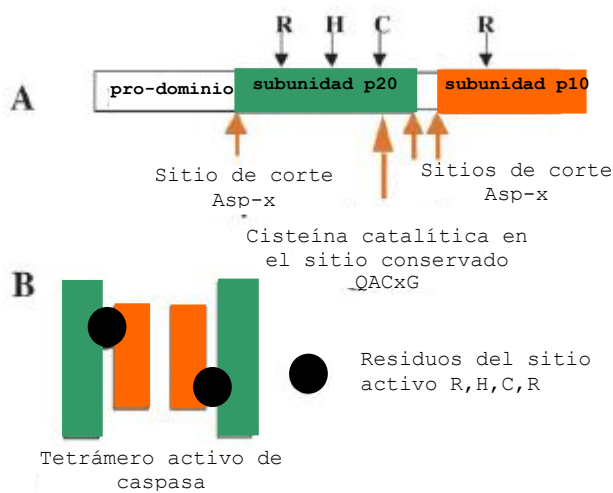 R H C R
A
pro-dominio subunidad p20 subunidad p10
Sitio de corte
Asp-x
Sitios de corte
Asp-x
Cisteína catalítica en
el sitio conservado
QACxG
B
Residuos del sitio
activo R,H,C,R
Tetrámero activo de
caspasa